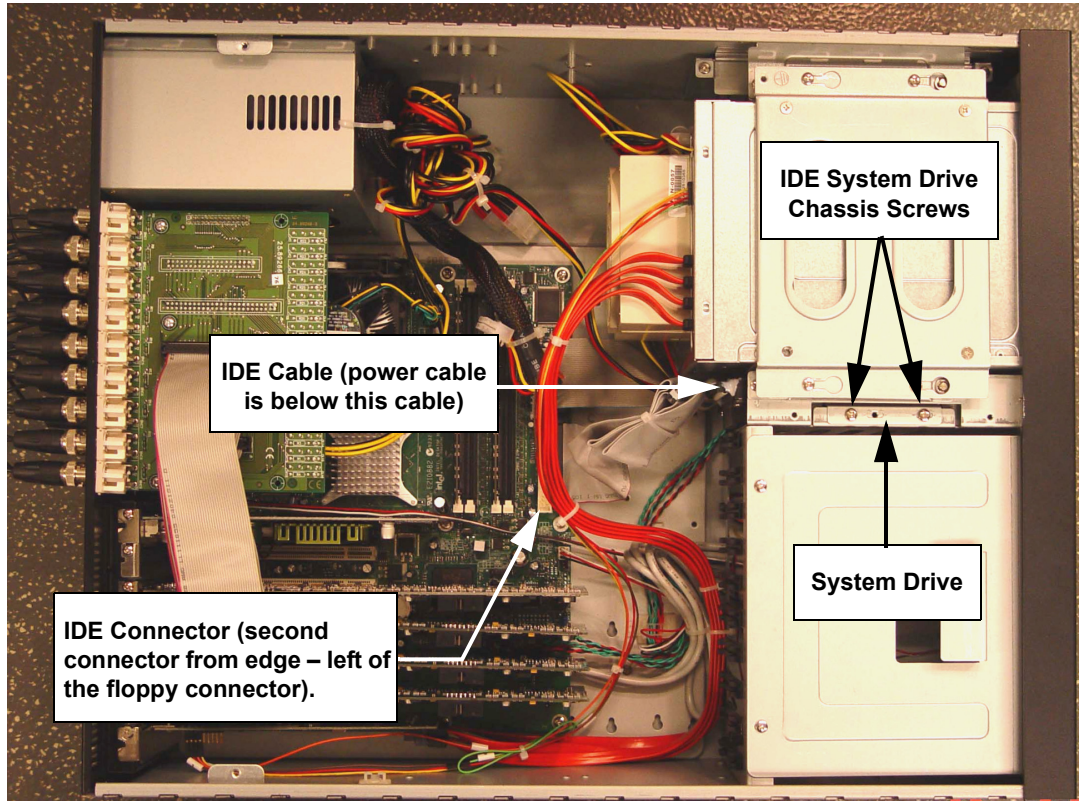 IDE System Drive
Chassis Screws
IDE Cable (power cable
is below this cable)
System Drive
IDE Connector (second
connector from edge – left of
the floppy connector).